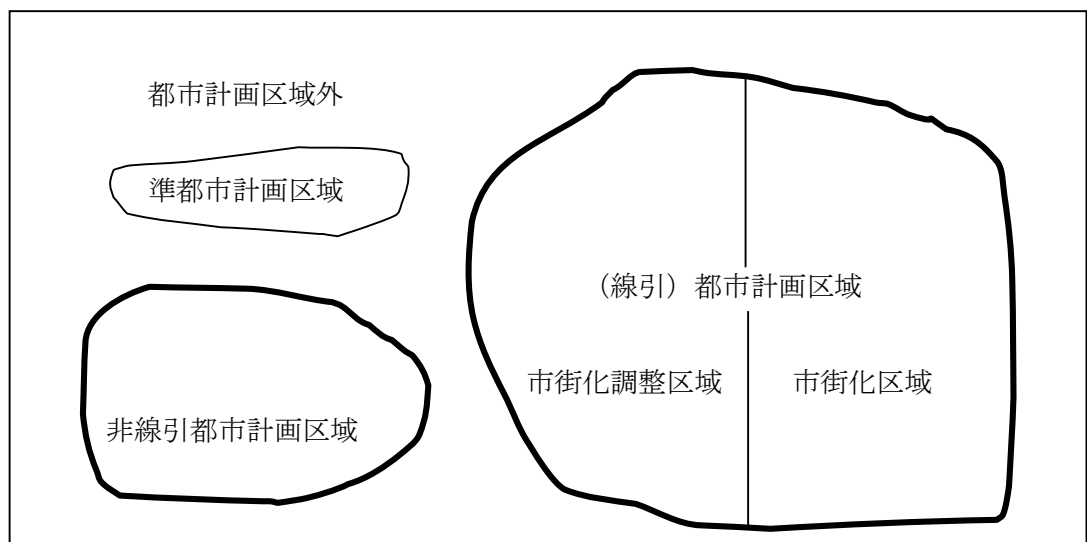 都市計画区域外
準都市計画区域
（線引）都市計画区域
市街化調整区域
市街化区域
非線引都市計画区域